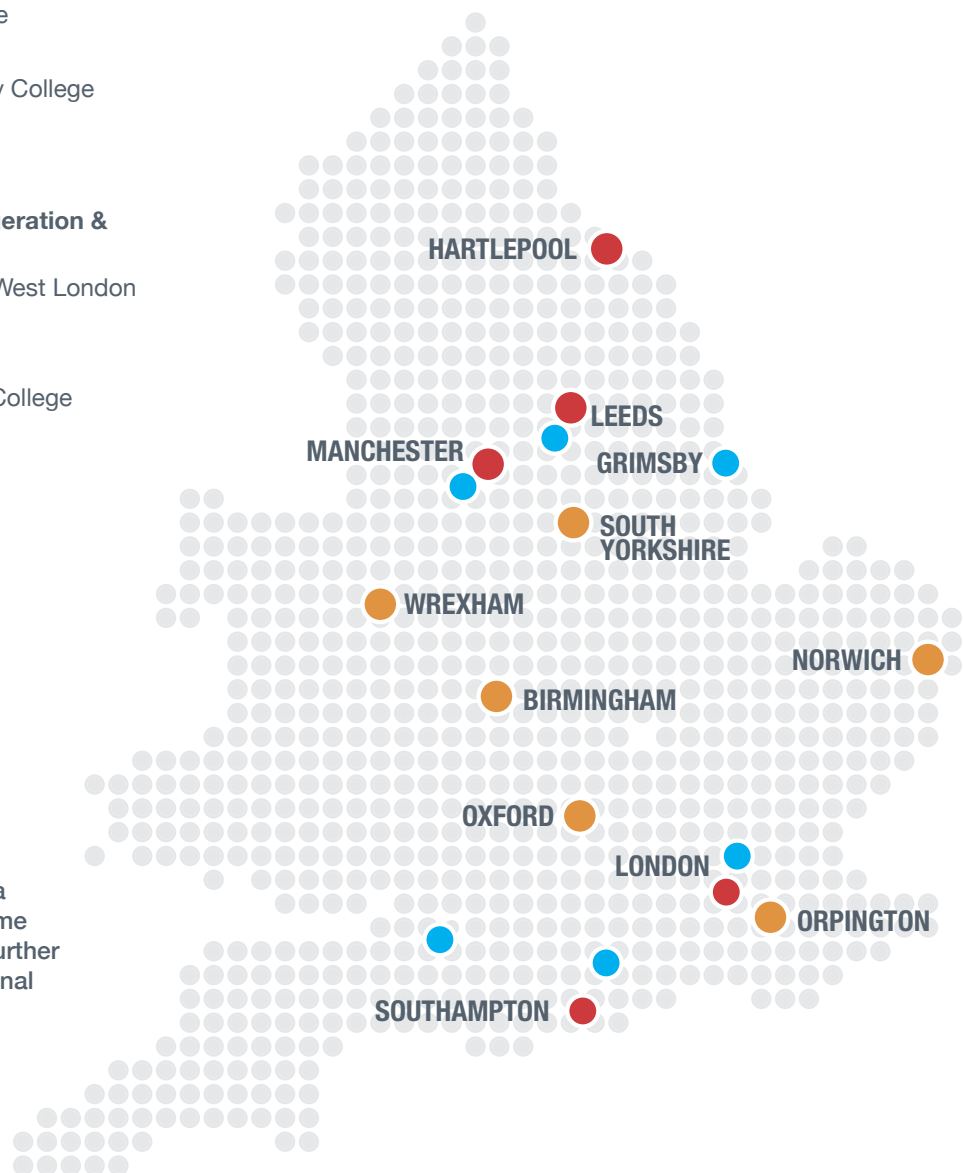 e
y College
eration &
West London
College
a
me
urther
nal
HARTLEPOOL
LEEDS
MANCHESTER
GRIMSBY
SOUTH
YORKSHIRE
WREXHAM
NORWICH
BIRMINGHAM
OXFORD
LONDON
ORPINGTON
SOUTHAMPTON